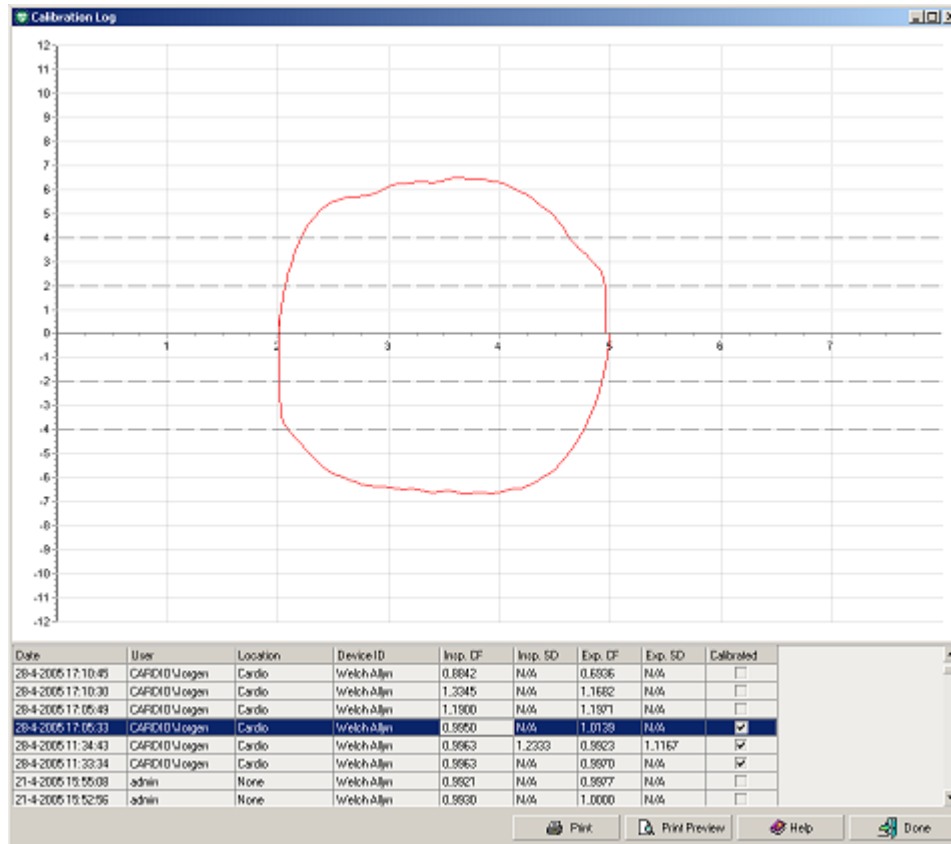 Calibration Log
12
11
10
9
8
7
6
5
4
3
2
1
0
1 2 3 4 5 6 7
-1
-2
-3
-4
-5
-6
-7
-8
-9
-10
-11
-12
Date User Location Device ID Insp. CF Insp. SD Exp. CF Exp. SD Calibrated
28-4-2005 17:10:45 CARDIO\Jorgen Cardio Welch Allyn 0.8842 N/A 0.6936 N/A
28-4-2005 17:10:30 CARDIO\Jorgen Cardio Welch Allyn 1.3345 N/A 1.1682 N/A
28-4-2005 17:05:49 CARDIO\Jorgen Cardio Welch Allyn 1.1900 N/A 1.1971 N/A
28-4-2005 17:05:33 CARDIO\Jorgen Cardio Welch Allyn 0.9950 N/A 1.0139 N/A
28-4-2005 11:34:43 CARDIO\Jorgen Cardio Welch Allyn 0.9963 1.2333 0.9923 1.1167
28-4-2005 11:33:34 CARDIO\Jorgen Cardio Welch Allyn 0.9963 N/A 0.9970 N/A
21-4-2005 15:55:08 admin None Welch Allyn 0.9921 N/A 0.9977 N/A
21-4-2005 15:52:56 admin None Welch Allyn 0.9930 N/A 1.0000 N/A
Print Print Preview Help Done